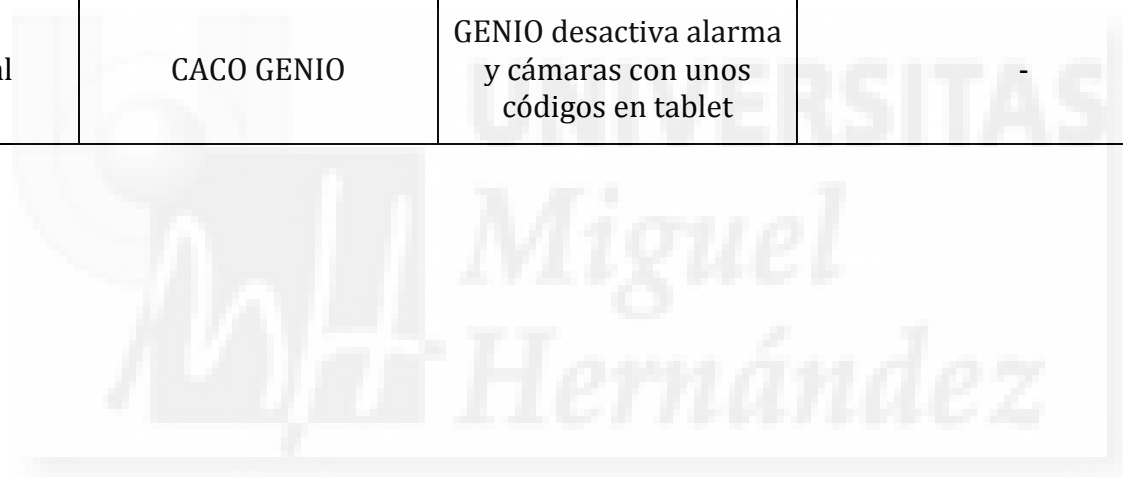 al
CACO GENIO
GENIO desactiva alarma
y cámaras con unos
códigos en tablet
-
UNIVERSITAS
Miguel
Hernández